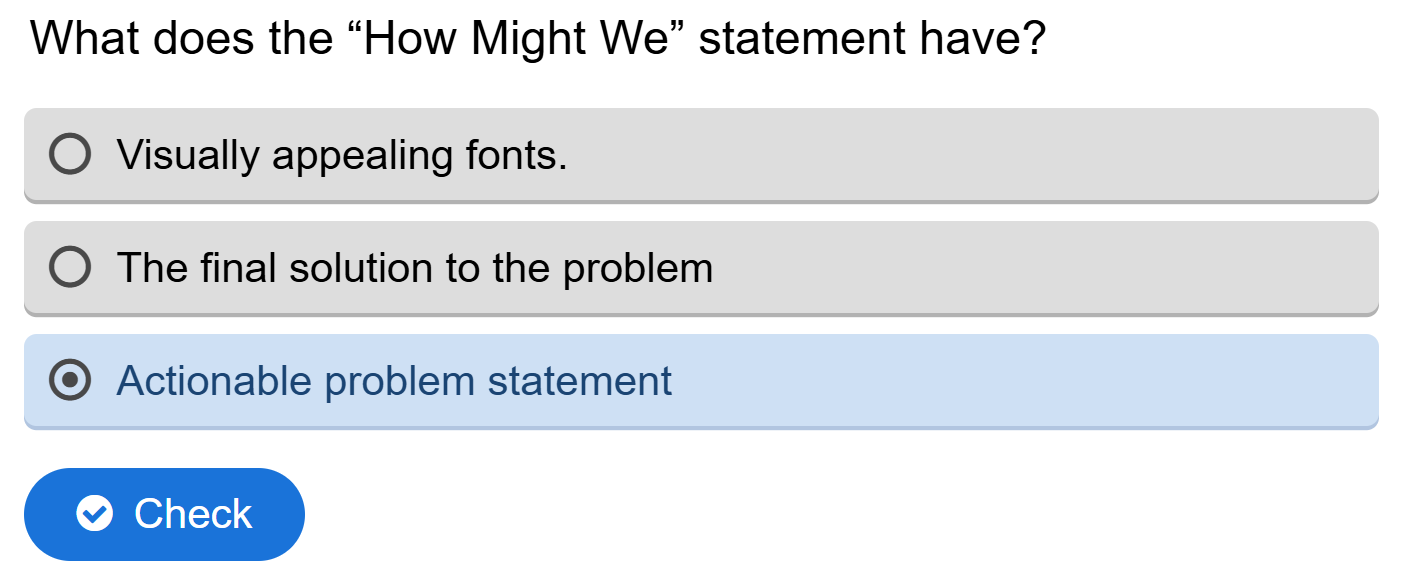 What does the “How Might We” statement have?
Visually appealing fonts.
The final solution to the problem
Actionable problem statement
Check